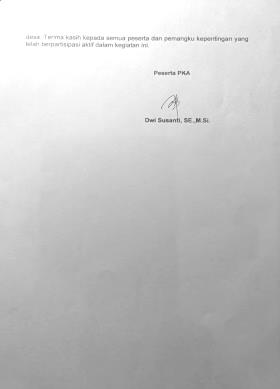 desa. Terima kasih kepada semua peserta dan pemangku kepentingan yang
telah berpartisipasi aktif dalam kegiatan ini.
Peserta PKA
Dwi Susanti, SE.,M.Si.